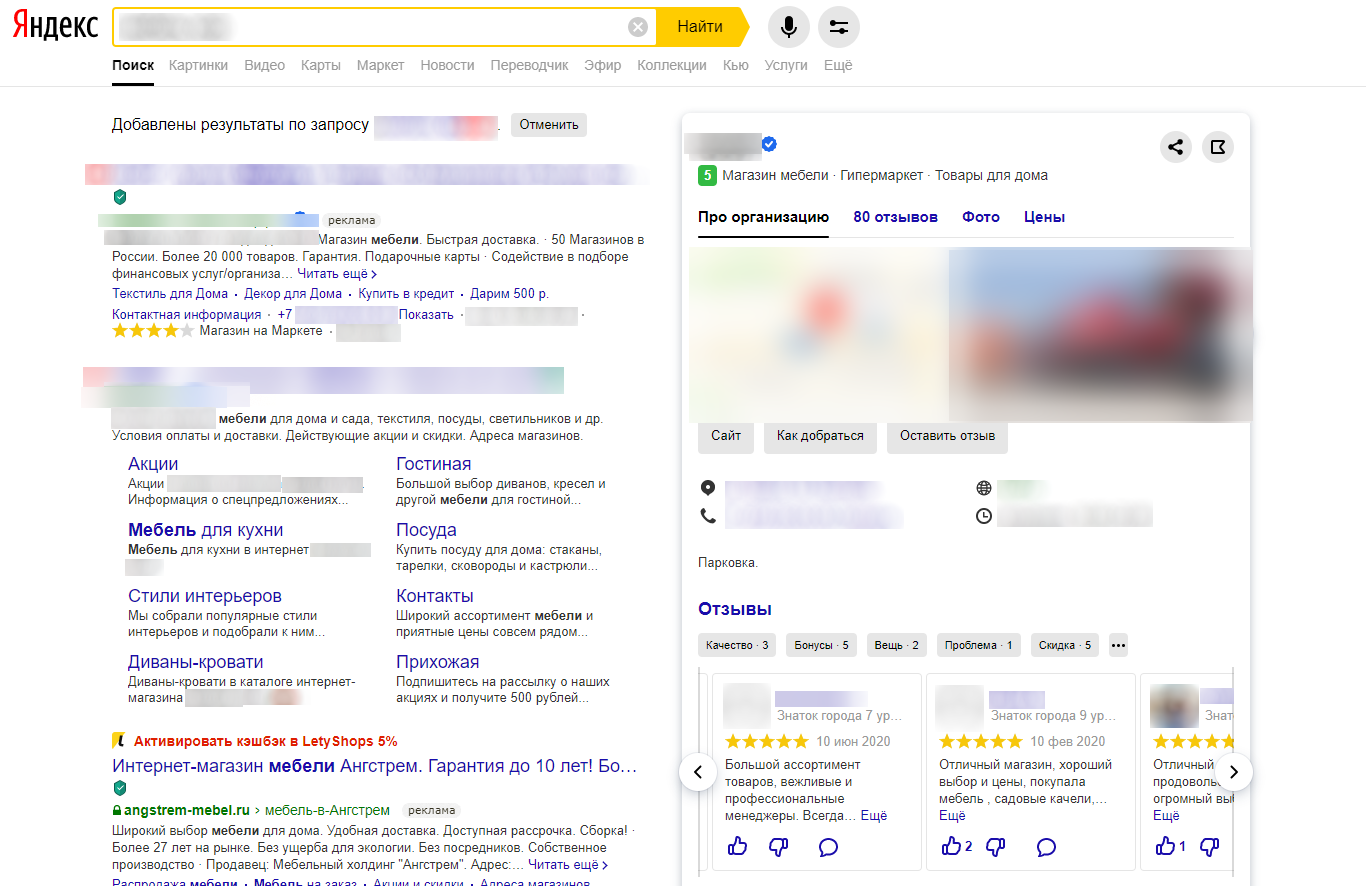 Яндекс
Найти
Поиск Картинки Видео Карты Маркет Новости Переводчик Эфир Коллекции Кью Услуги Ещё
Добавлены результаты по запросу . Отменить
реклама
Магазин мебели. Быстрая доставка. · 50 Магазинов в
России. Более 20 000 товаров. Гарантия. Подарочные карты · Содействие в подборе
финансовых услуг/организа… Читать ещё >
Текстиль для Дома · Декор для Дома · Купить в кредит · Дарим 500 р.
Контактная информация · +7 Показать · ·
Магазин на Маркете ·
мебели для дома и сада, текстиля, посуды, светильников и др.
Условия оплаты и доставки. Действующие акции и скидки. Адреса магазинов.
Акции
Акции
Информация о спецпредложениях...
Гостиная
Большой выбор диванов, кресел и
другой мебели для гостиной...
Мебель для кухни
Мебель для кухни в интернет
Посуда
Купить посуду для дома: стаканы,
тарелки, сковороды и кастрюли...
Стили интерьеров
Мы собрали популярные стили
интерьеров и подобрали к ним...
Контакты
Широкий ассортимент мебели и
приятные цены совсем рядом...
Диваны-кровати
Диваны-кровати в каталоге интернет-
магазина
Прихожая
Подпишитесь на рассылку о наших
акциях и получите 500 рублей...
Активировать кэшбэк в LetyShops 5%
Интернет-магазин мебели Ангстрем. Гарантия до 10 лет! Бо…
angstrem-mebel.ru > мебель-в-Ангстрем реклама
Широкий выбор мебели для дома. Удобная доставка. Доступная рассрочка. Сборка! ·
Более 27 лет на рынке. Без ущерба для экологии. Без посредников. Собственное
производство · Продавец: Мебельный холдинг "Ангстрем". Адрес:… Читать ещё >
Распродажа мебели · Мебель на заказ · Акции и скидки · Адреса магазинов
5 Магазин мебели · Гипермаркет · Товары для дома
Про организацию 80 отзывов Фото Цены
Сайт Как добраться Оставить отзыв
Парковка.
Отзывы
Качество · 3 Бонусы · 5 Вещь · 2 Проблема · 1 Скидка · 5 •••
Знаток города 7 ур…
10 июн 2020
Большой ассортимент
товаров, вежливые и
профессиональные
менеджеры. Всегда… Ещё
Знаток города 9 ур…
10 фев 2020
Отличный магазин, хороший
выбор и цены, покупала
мебель , садовые качели,…
Ещё
2
Знат
Отличный
продоволь
огромный вы
Ещё
1